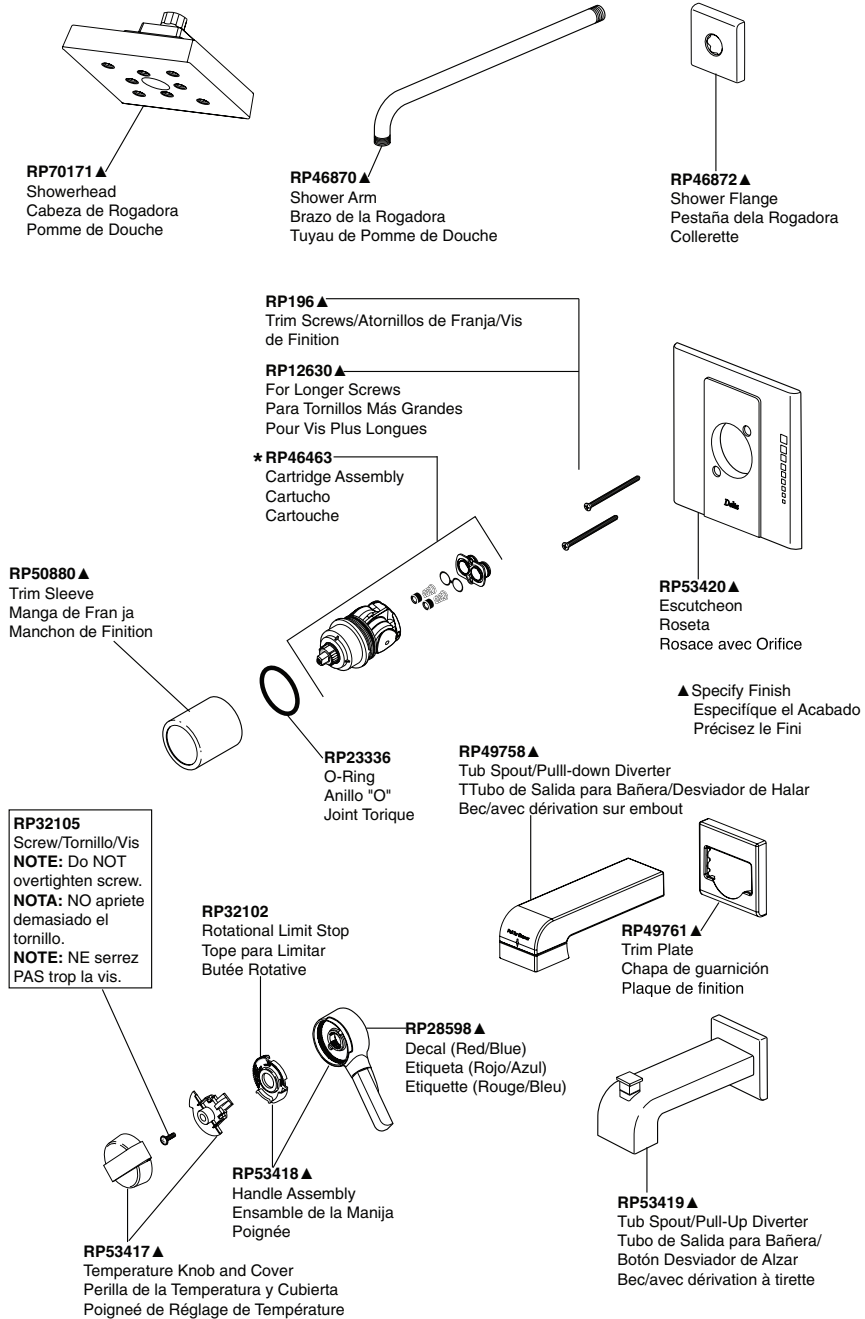 RP70171▲
Showerhead
Cabeza de Rogadora
Pomme de Douche
RP46870▲
Shower Arm
Brazo de la Rogadora
Tuyau de Pomme de Douche
RP46872▲
Shower Flange
Pestaña dela Rogadora
Collerette
RP196▲
Trim Screws/Atornillos de Franja/Vis
de Finition
RP12630▲
For Longer Screws
Para Tornillos Más Grandes
Pour Vis Plus Longues
*RP46463
Cartridge Assembly
Cartucho
Cartouche
Delta
RP53420▲
Escutcheon
Roseta
Rosace avec Orifice
RP50880▲
Trim Sleeve
Manga de Fran ja
Manchon de Finition
▲Specify Finish
Especifíque el Acabado
Précisez le Fini
RP23336
O-Ring
Anillo "O"
Joint Torique
RP49758▲
Tub Spout/Pulll-down Diverter
TTubo de Salida para Bañera/Desviador de Halar
Bec/avec dérivation sur embout
RP32105
Screw/Tornillo/Vis
NOTE: Do NOT
overtighten screw.
NOTA: NO apriete
demasiado el
tornillo.
NOTE: NE serrez
PAS trop la vis.
RP32102
Rotational Limit Stop
Tope para Limitar
Butée Rotative
RP49761▲
Trim Plate
Chapa de guarnición
Plaque de finition
RP28598▲
Decal (Red/Blue)
Etiqueta (Rojo/Azul)
Etiquette (Rouge/Bleu)
RP53418▲
Handle Assembly
Ensamble de la Manija
Poignée
RP53417▲
Temperature Knob and Cover
Perilla de la Temperatura y Cubierta
Poigneé de Réglage de Température
RP53419▲
Tub Spout/Pull-Up Diverter
Tubo de Salida para Bañera/
Botón Desviador de Alzar
Bec/avec dérivation à tirette